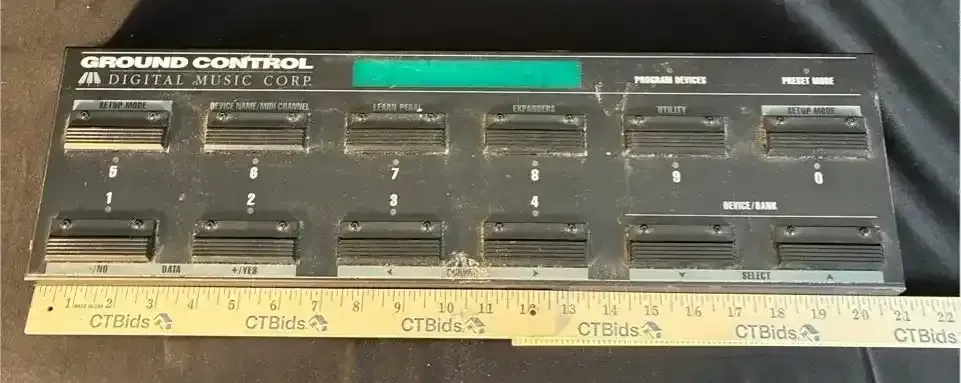 GROUND CONTROL
DIGITAL MUSIC CORP.
PROGRAM DEVICES
PRESET MODE
SETUP MODE
DEVICE NAME/MIDI CHANNEL
LEARN PEDAL
EXPANDERS
UTILITY
SETUP MODE
5 6 7 8 9 0
1 2 3 4
DEVICE/BANK
-/NO DATA +/YES
SELECT
1 MADE IN USA 2 3 4 5 6 7 8 9 10 11 12 13 14 15 16 17 18 19 20 21 22
CTBids CTBids CTBids CTBids CTBids CTBids